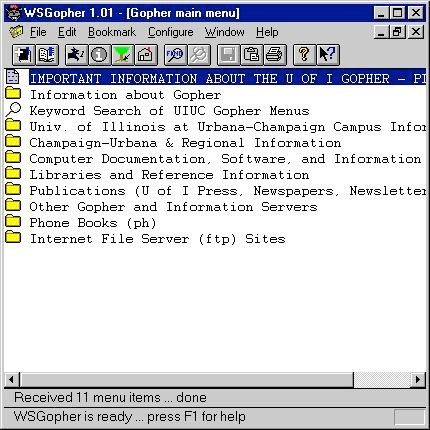 WSGopher 1.01 - [Gopher main menu]
File Edit Bookmark Configure Window Help
FIND
IMPORTANT INFORMATION ABOUT THE U OF I GOPHER -
Information about Gopher
Keyword Search of UIUC Gopher Menus
Univ. of Illinois at Urbana-Champaign Campus
Champaign-Urbana & Regional Information
Computer Documentation, Software, and Information
Libraries and Reference Information
Publications (U of I Press, Newspapers,
Other Gopher and Information Servers
Phone Books (ph)
Internet File Server (ftp) Sites
Received 11 menu items ... done
WSGopher is ready ... press F1 for help